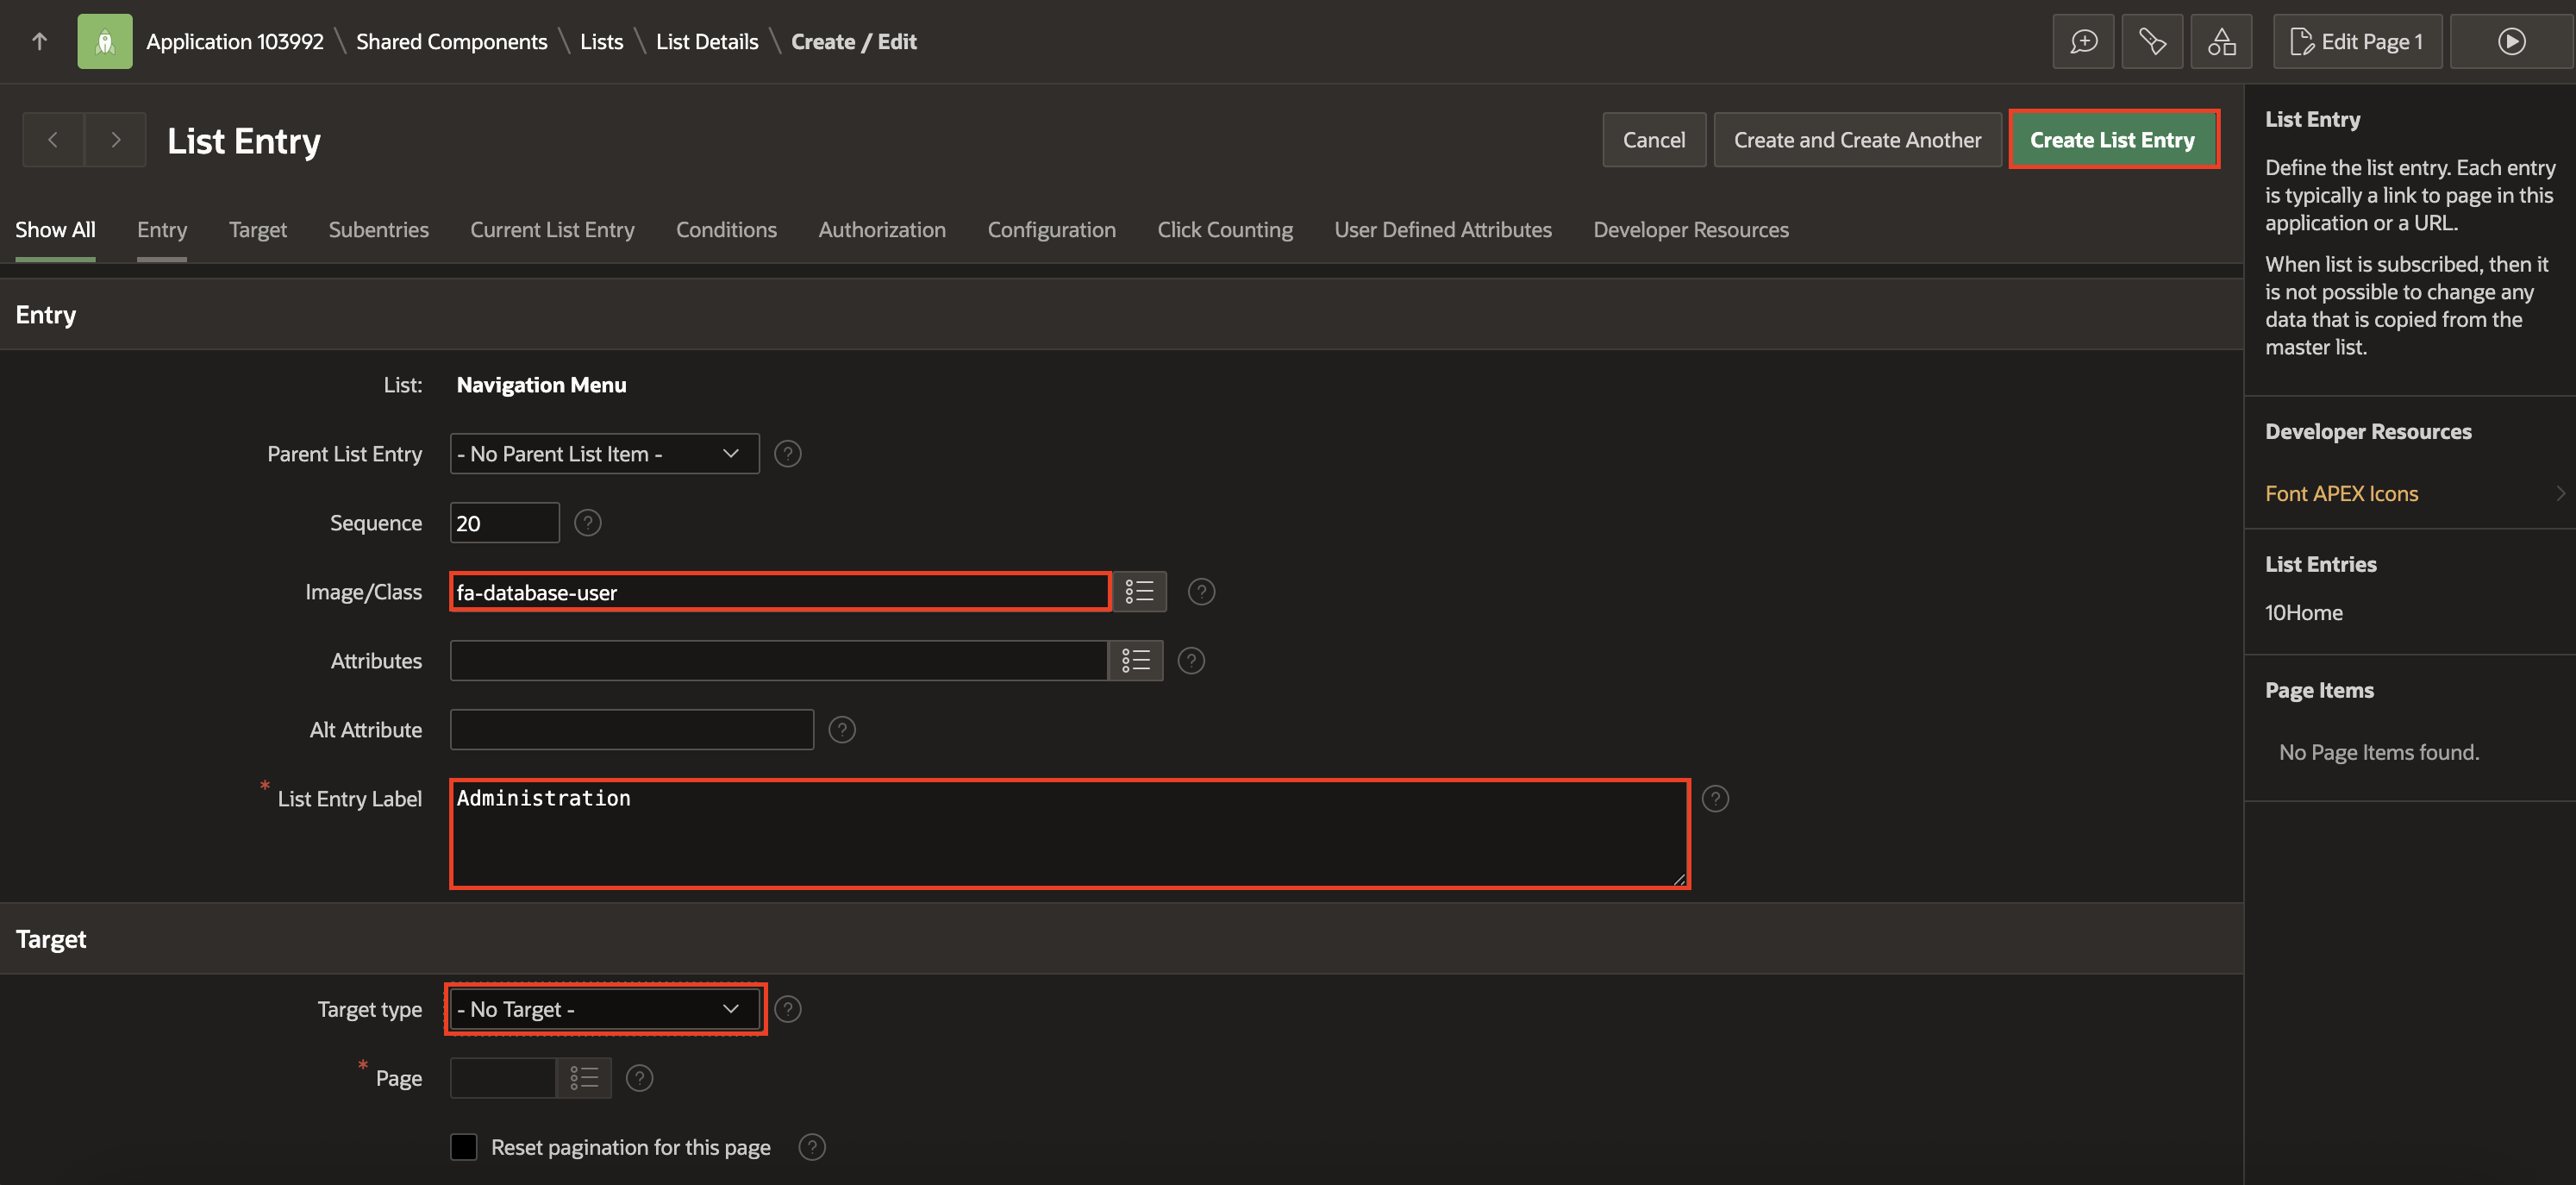 Application 103992 \ Shared Components \ Lists \ List Details \ Create / Edit
Edit Page 1
List Entry
Cancel
Create and Create Another
Create List Entry
Show All
Entry
Target
Subentries
Current List Entry
Conditions
Authorization
Configuration
Click Counting
User Defined Attributes
Developer Resources
Entry
List: Navigation Menu
Parent List Entry - No Parent List Item - ?
Sequence 20 ?
Image/Class fa-database-user ?
Attributes ?
Alt Attribute ?
* List Entry Label Administration ?
Target
Target type - No Target - ?
* Page ?
Reset pagination for this page ?
List Entry
Define the list entry. Each entry
is typically a link to page in this
application or a URL.
When list is subscribed, then it
is not possible to change any
data that is copied from the
master list.
Developer Resources
Font APEX Icons
List Entries
10Home
Page Items
No Page Items found.